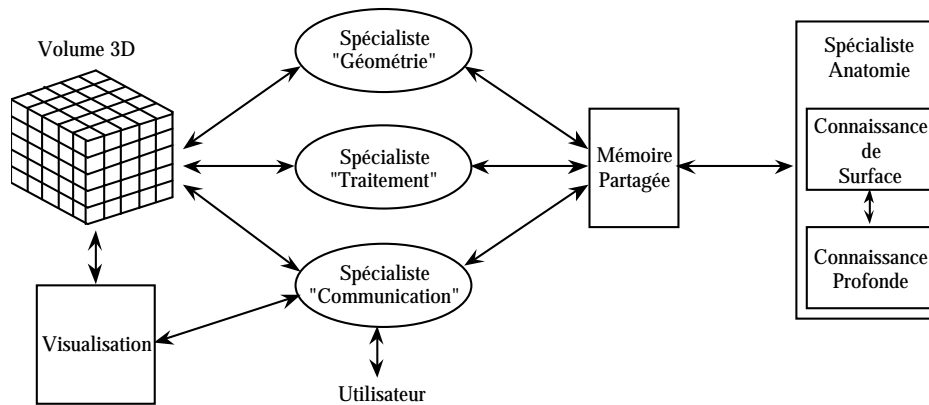 Volume 3D
Spécialiste
"Géométrie"
Spécialiste
"Traitement"
Spécialiste
"Communication"
Visualisation
Utilisateur
Mémoire
Partagée
Spécialiste
Anatomie
Connaissance
de
Surface
Connaissance
Profonde